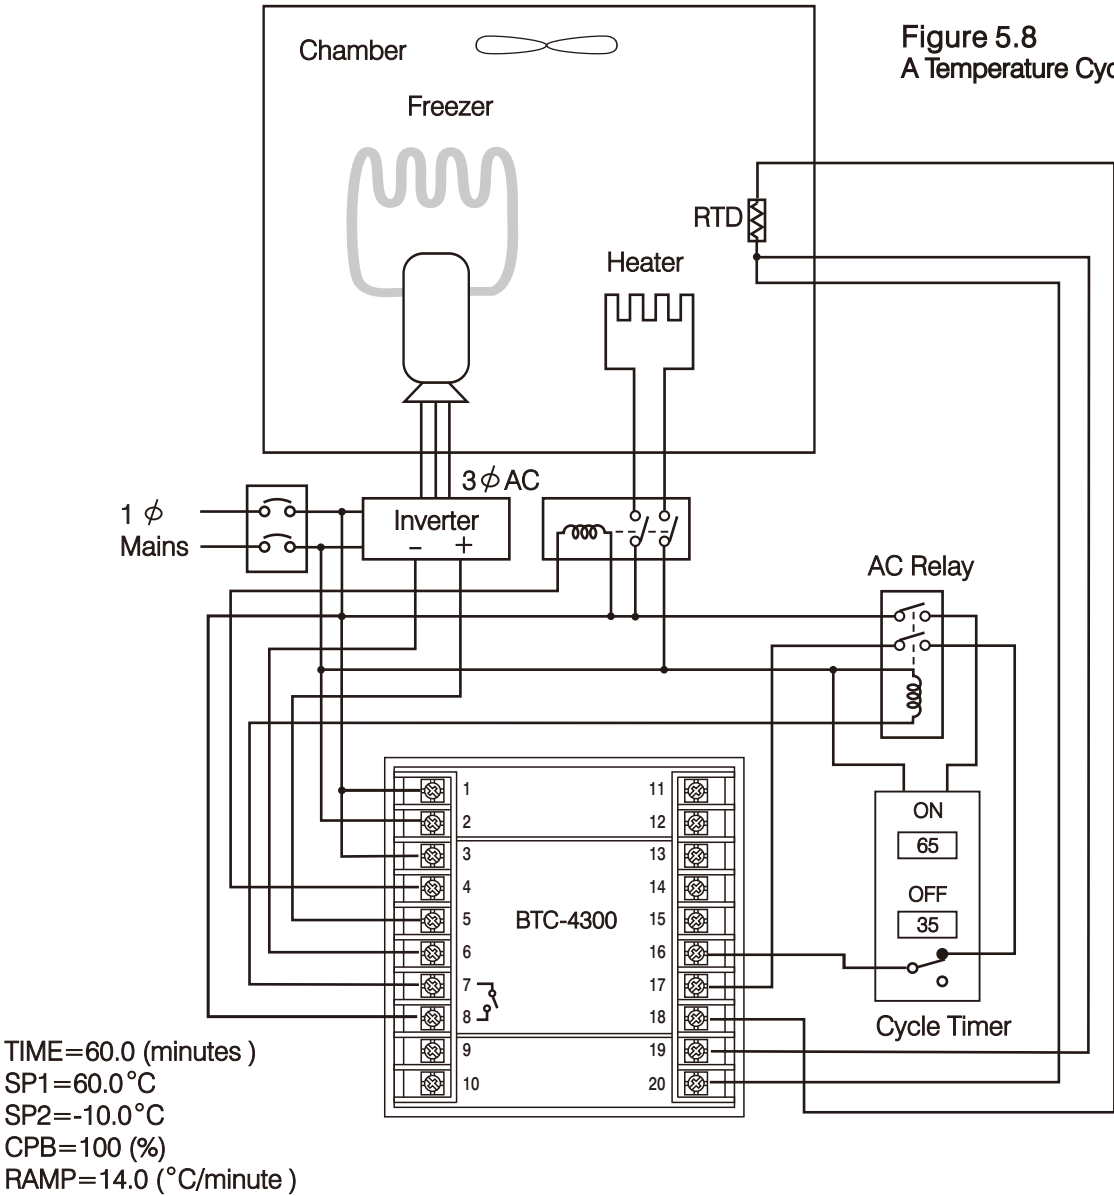 Figure 5.8
A Temperature Cyc
Chamber
Freezer
RTD
Heater
3 ϕ AC
1 ϕ
Mains
Inverter
− +
AC Relay
1
2
3
4
5
6
7
8
9
10
11
12
13
14
15
16
17
18
19
20
BTC-4300
ON
65
OFF
35
Cycle Timer
TIME=60.0 (minutes )
SP1=60.0°C
SP2=-10.0°C
CPB=100 (%)
RAMP=14.0 (°C/minute )